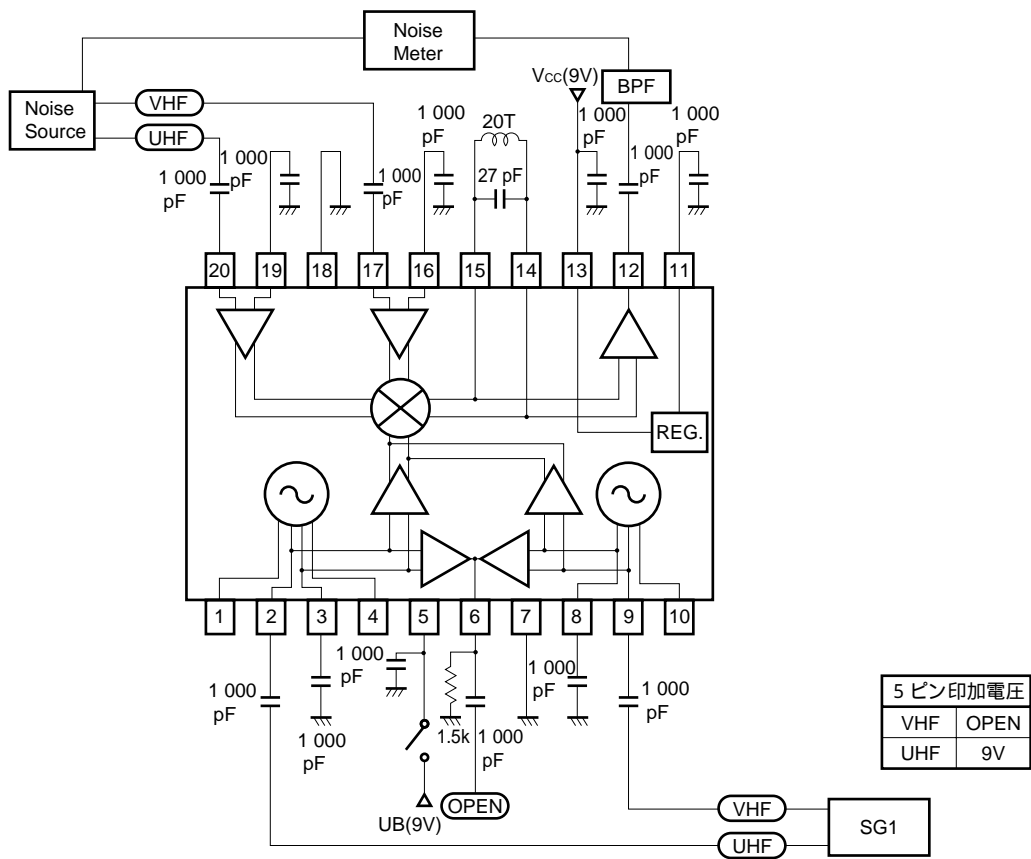 Noise
Meter
Noise
Source
VHF
UHF
Vcc(9V)
BPF
1 000
pF
1 000
pF
1 000
pF
1 000
pF
20T
27 pF
1 000
pF
1 000
pF
1 000
pF
20
19
18
17
16
15
14
13
12
11
REG.
1
2
3
4
5
6
7
8
9
10
1 000
pF
1 000
pF
1 000
pF
1.5k
1 000
pF
1 000
pF
1 000
pF
UB(9V)
OPEN
VHF
UHF
SG1
5 ピン印加電圧
VHF OPEN
UHF 9V